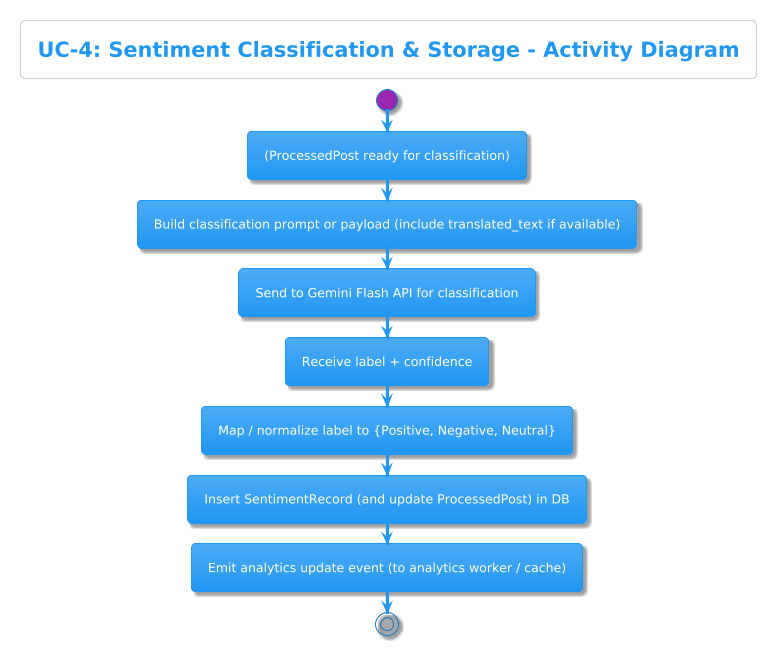 UC-4: Sentiment Classification & Storage - Activity Diagram
(ProcessedPost ready for classification)
Build classification prompt or payload (include translated_text if available)
Send to Gemini Flash API for classification
Receive label + confidence
Map / normalize label to {Positive, Negative, Neutral}
Insert SentimentRecord (and update ProcessedPost) in DB
Emit analytics update event (to analytics worker / cache)